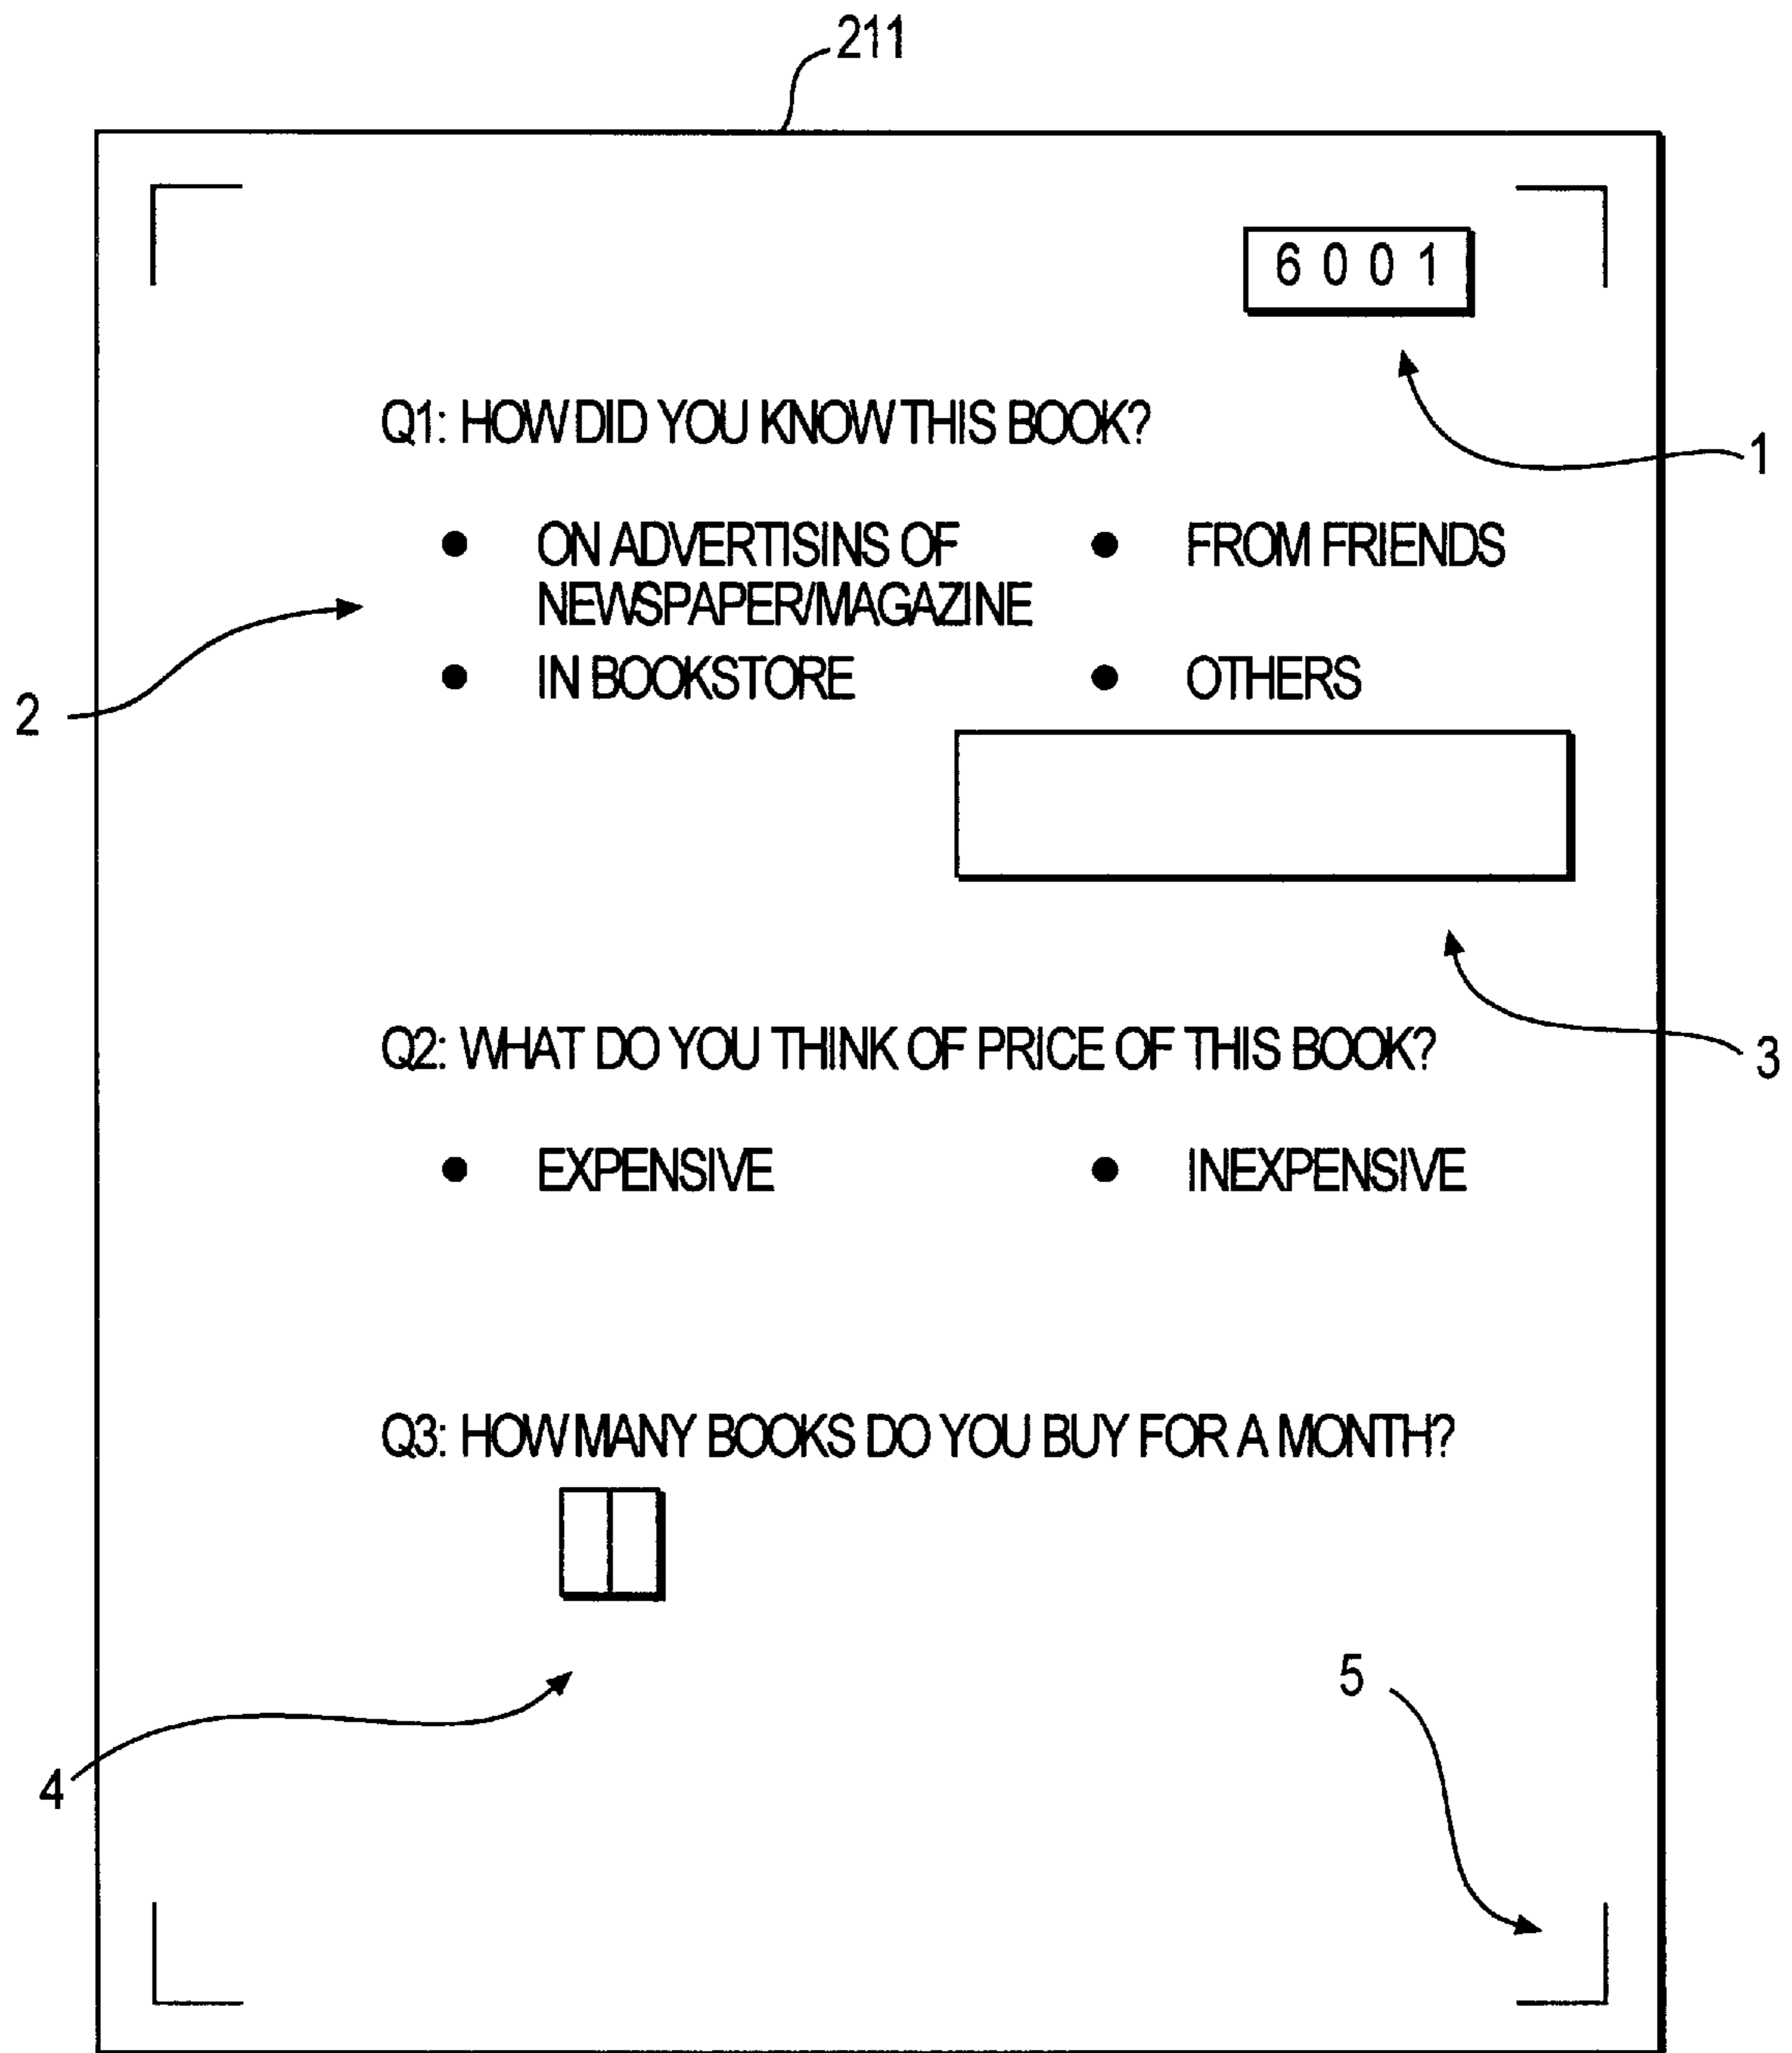 211
6 0 0 1
1
Q1: HOW DID YOU KNOW THIS BOOK?
● ON ADVERTISINS OF ● FROM FRIENDS
NEWSPAPER/MAGAZINE
● IN BOOKSTORE ● OTHERS
2
3
Q2: WHAT DO YOU THINK OF PRICE OF THIS BOOK?
● EXPENSIVE ● INEXPENSIVE
Q3: HOW MANY BOOKS DO YOU BUY FOR A MONTH?
5
4